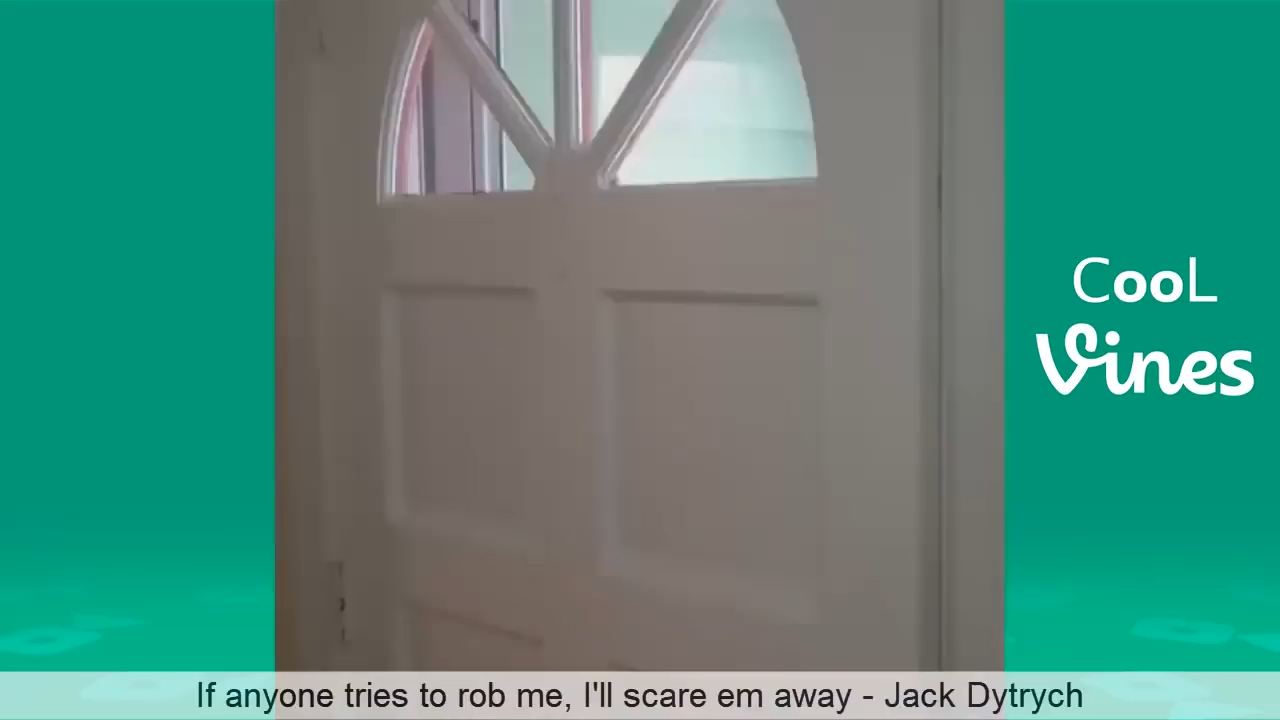 CooL
Vines
If anyone tries to rob me, I'll scare em away - Jack Dytrych